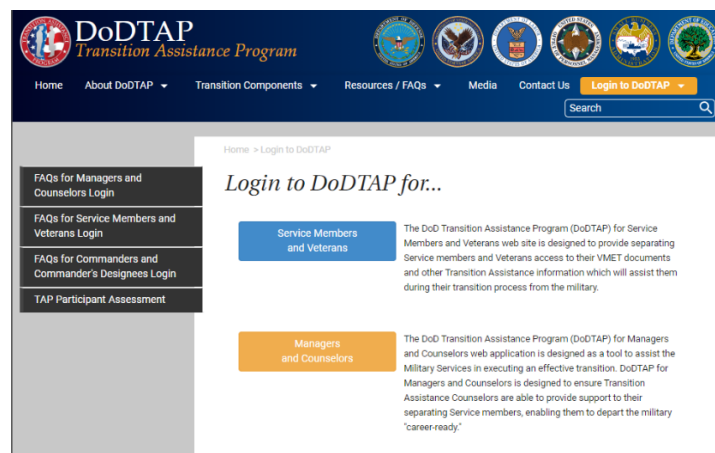 DoDTAP
Transition Assistance Program
Home
About DoDTAP
Transition Components
Resources / FAQs
Media
Contact Us
Login to DoDTAP
Search
Home > Login to DoDTAP
FAQs for Managers and
Counselors Login
FAQs for Service Members and
Veterans Login
FAQs for Commanders and
Commander's Designees Login
TAP Participant Assessment
Login to DoDTAP for...
Service Members
and Veterans
The DoD Transition Assistance Program (DoDTAP) for Service
Members and Veterans web site is designed to provide separating
Service members and Veterans access to their VMET documents
and other Transition Assistance information which will assist them
during their transition process from the military.
Managers
and Counselors
The DoD Transition Assistance Program (DoDTAP) for Managers
and Counselors web application is designed as a tool to assist the
Military Services in executing an effective transition. DoDTAP for
Managers and Counselors is designed to ensure Transition
Assistance Counselors are able to provide support to their
separating Service members, enabling them to depart the military
"career-ready."